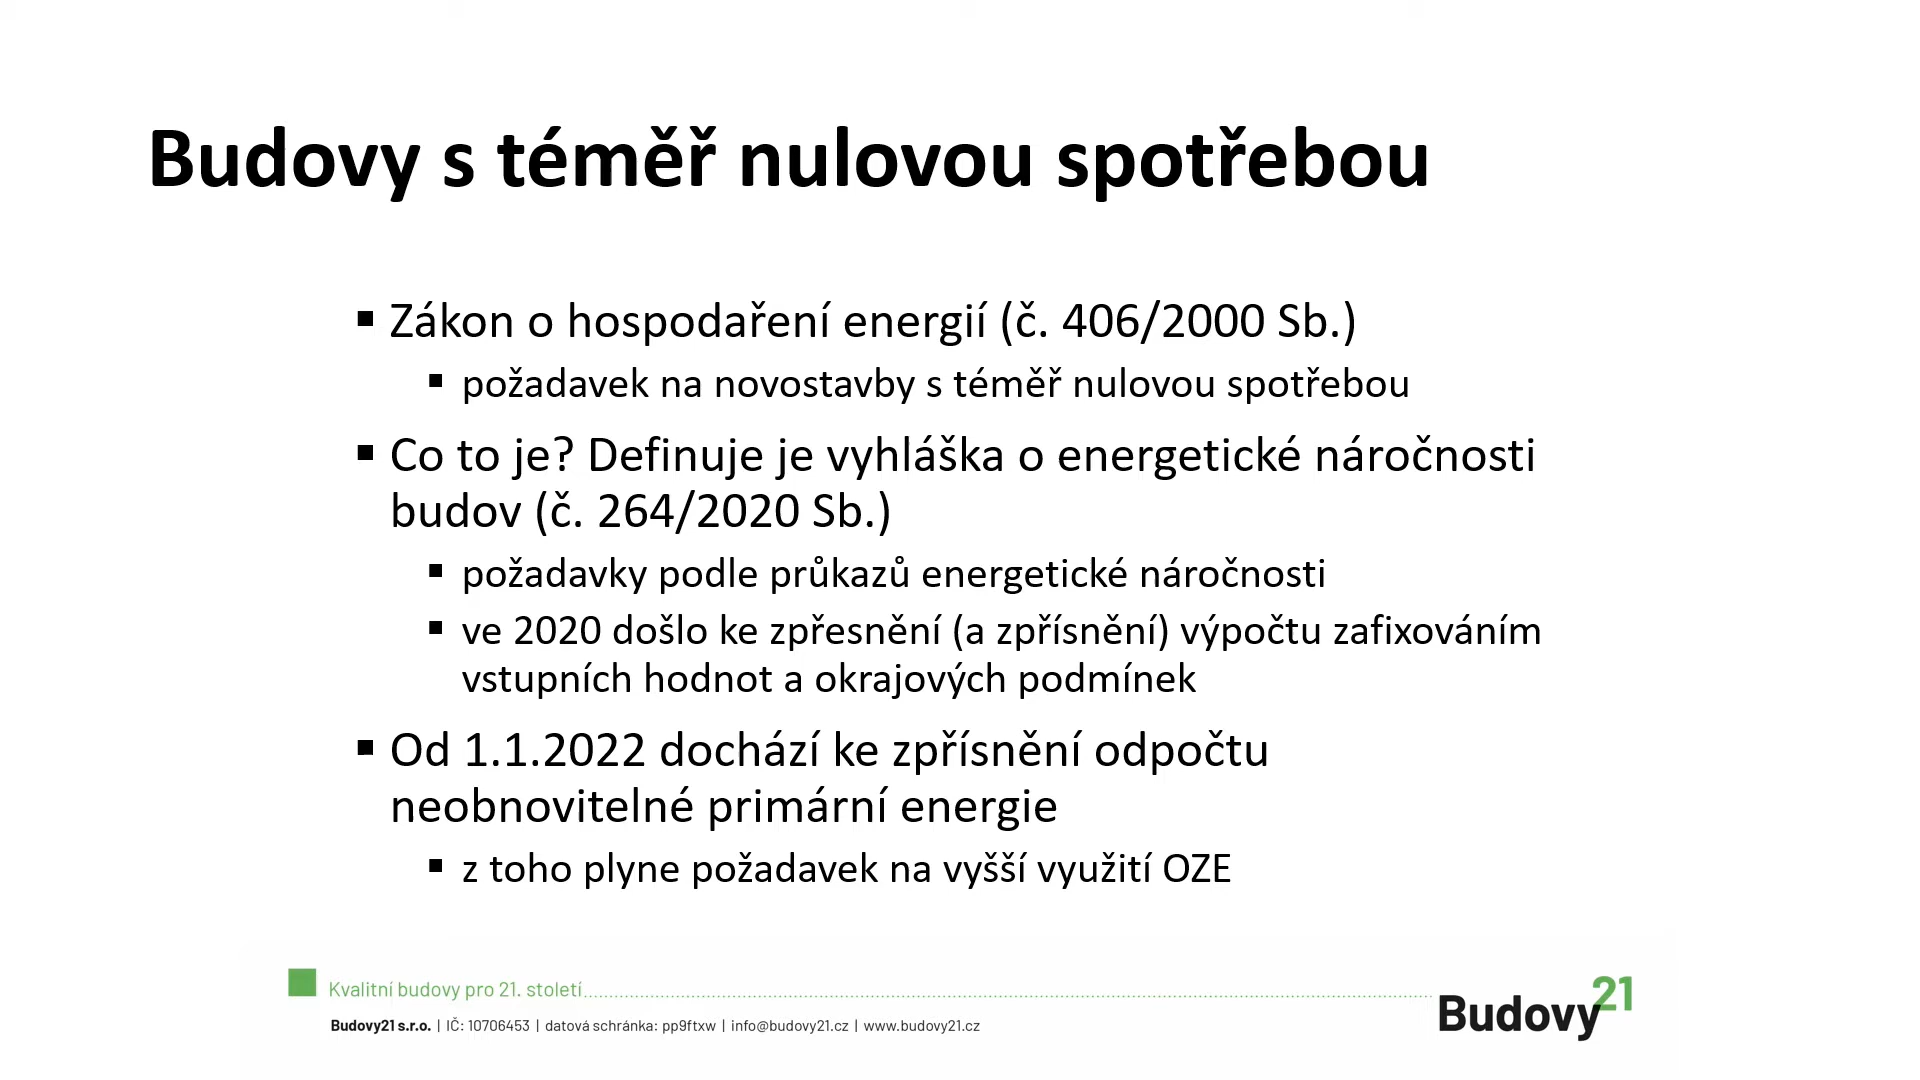 Budovy s téměř nulovou spotřebou
▪ Zákon o hospodaření energií (č. 406/2000 Sb.)
▪ požadavek na novostavby s téměř nulovou spotřebou
▪ Co to je? Definuje je vyhláška o energetické náročnosti
budov (č. 264/2020 Sb.)
▪ požadavky podle průkazů energetické náročnosti
▪ ve 2020 došlo ke zpřesnění (a zpřísnění) výpočtu zafixováním
vstupních hodnot a okrajových podmínek
▪ Od 1.1.2022 dochází ke zpřísnění odpočtu
neobnovitelné primární energie
▪ z toho plyne požadavek na vyšší využití OZE
Kvalitní budovy pro 21. století
Budovy21 s.r.o. | IČ: 10706453 | datová schránka: pp9ftxw | info@budovy21.cz | www.budovy21.cz
Budovy21